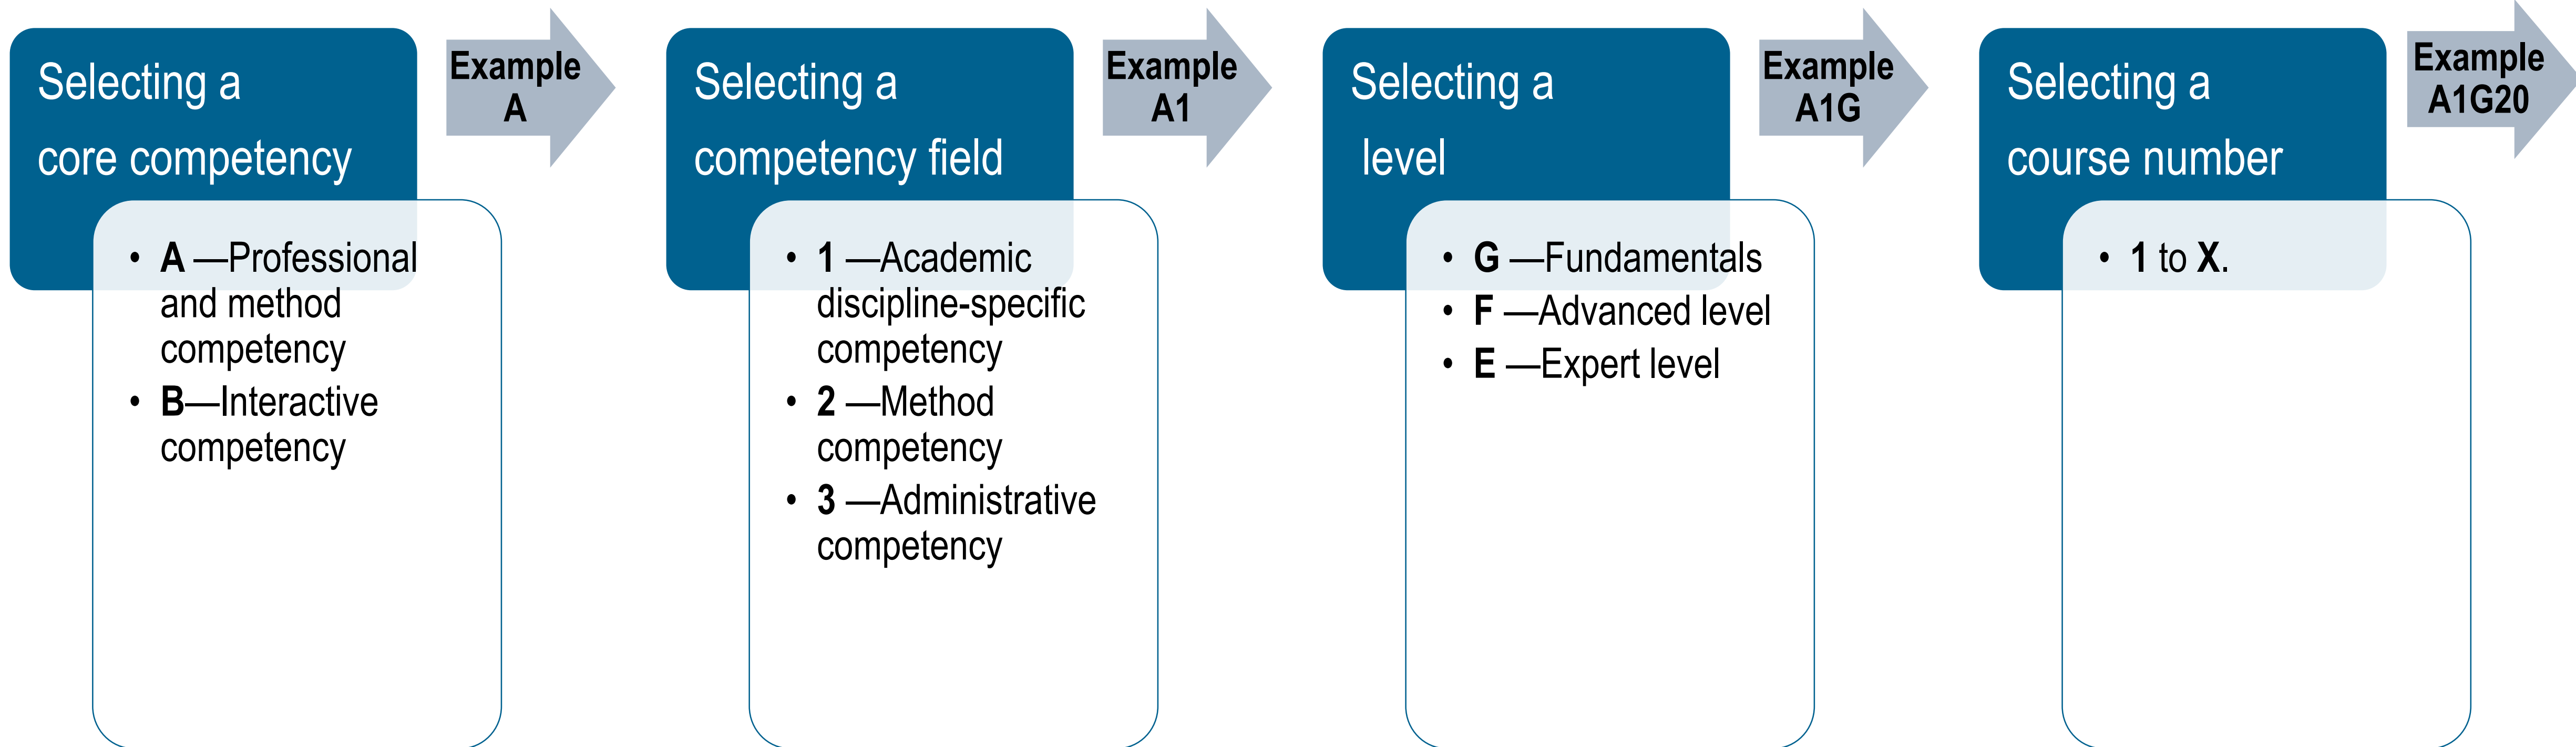 Selecting a
core competency
• A —Professional
and method
competency
• B—Interactive
competency
Example
A
Selecting a
competency field
• 1 —Academic
discipline-specific
competency
• 2 —Method
competency
• 3 —Administrative
competency
Example
A1
Selecting a
level
• G —Fundamentals
• F —Advanced level
• E —Expert level
Example
A1G
Selecting a
course number
• 1 to X.
Example
A1G20